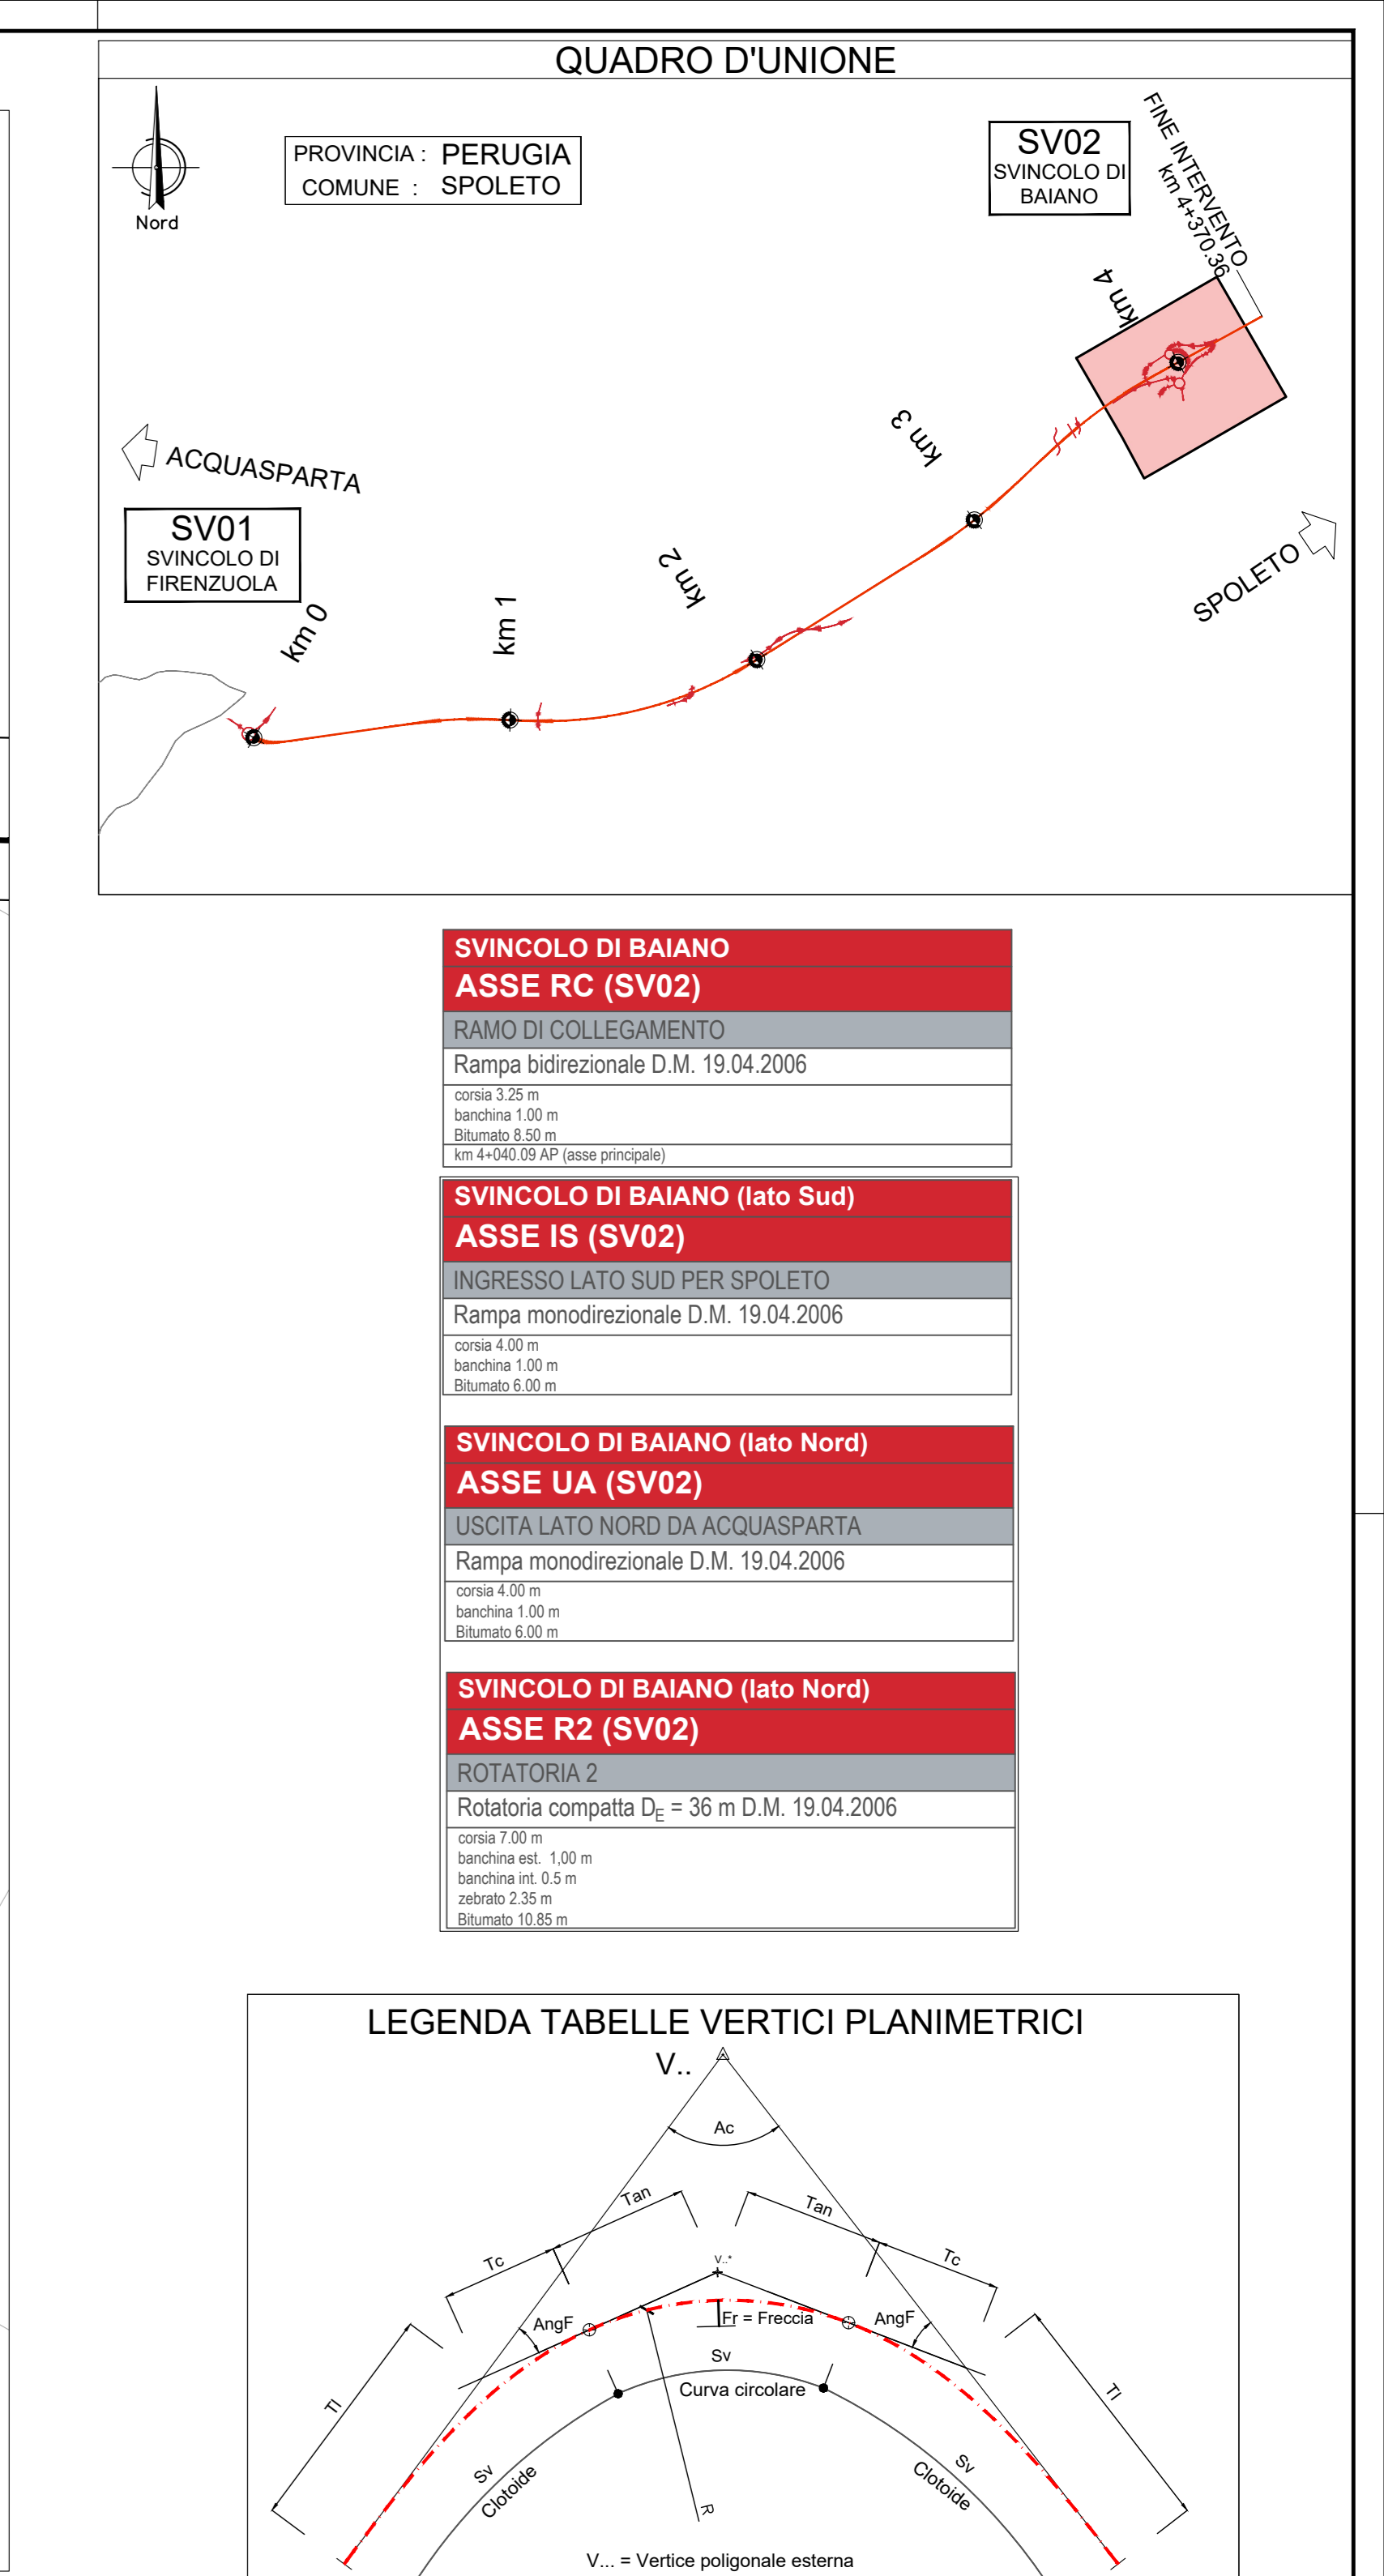 QUADRO D'UNIONE
Nord
PROVINCIA : PERUGIA
COMUNE : SPOLETO
SV02
SVINCOLO DI
BAIANO
FINE INTERVENTO
km 4+370.36
km 4
km 3
ACQUASPARTA
SV01
SVINCOLO DI
FIRENZUOLA
km 0
km 1
km 2
SPOLETO
SVINCOLO DI BAIANO
ASSE RC (SV02)
RAMO DI COLLEGAMENTO
Rampa bidirezionale D.M. 19.04.2006
corsia 3.25 m
banchina 1.00 m
Bitumato 8.50 m
km 4+040.09 AP (asse principale)
SVINCOLO DI BAIANO (lato Sud)
ASSE IS (SV02)
INGRESSO LATO SUD PER SPOLETO
Rampa monodirezionale D.M. 19.04.2006
corsia 4.00 m
banchina 1.00 m
Bitumato 6.00 m
SVINCOLO DI BAIANO (lato Nord)
ASSE UA (SV02)
USCITA LATO NORD DA ACQUASPARTA
Rampa monodirezionale D.M. 19.04.2006
corsia 4.00 m
banchina 1.00 m
Bitumato 6.00 m
SVINCOLO DI BAIANO (lato Nord)
ASSE R2 (SV02)
ROTATORIA 2
Rotatoria compatta DE = 36 m D.M. 19.04.2006
corsia 7.00 m
banchina est. 1,00 m
banchina int. 0.5 m
zebrato 2.35 m
Bitumato 10.85 m
LEGENDA TABELLE VERTICI PLANIMETRICI
V..
Ac
Tan
Tan
Tc
Tc
V..*
AngF
Fr = Freccia
AngF
Sv
Curva circolare
Tl
Tl
Sv
Clotoide
Sv
Clotoide
R
V... = Vertice poligonale esterna